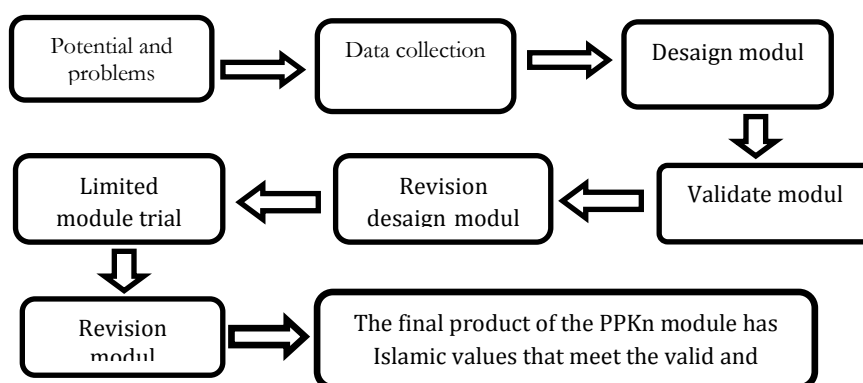 Potential and
problems
Data collection
Desaign modul
Validate modul
Revision
desaign modul
Limited
module trial
Revision
modul
The final product of the PPKn module has
Islamic values that meet the valid and